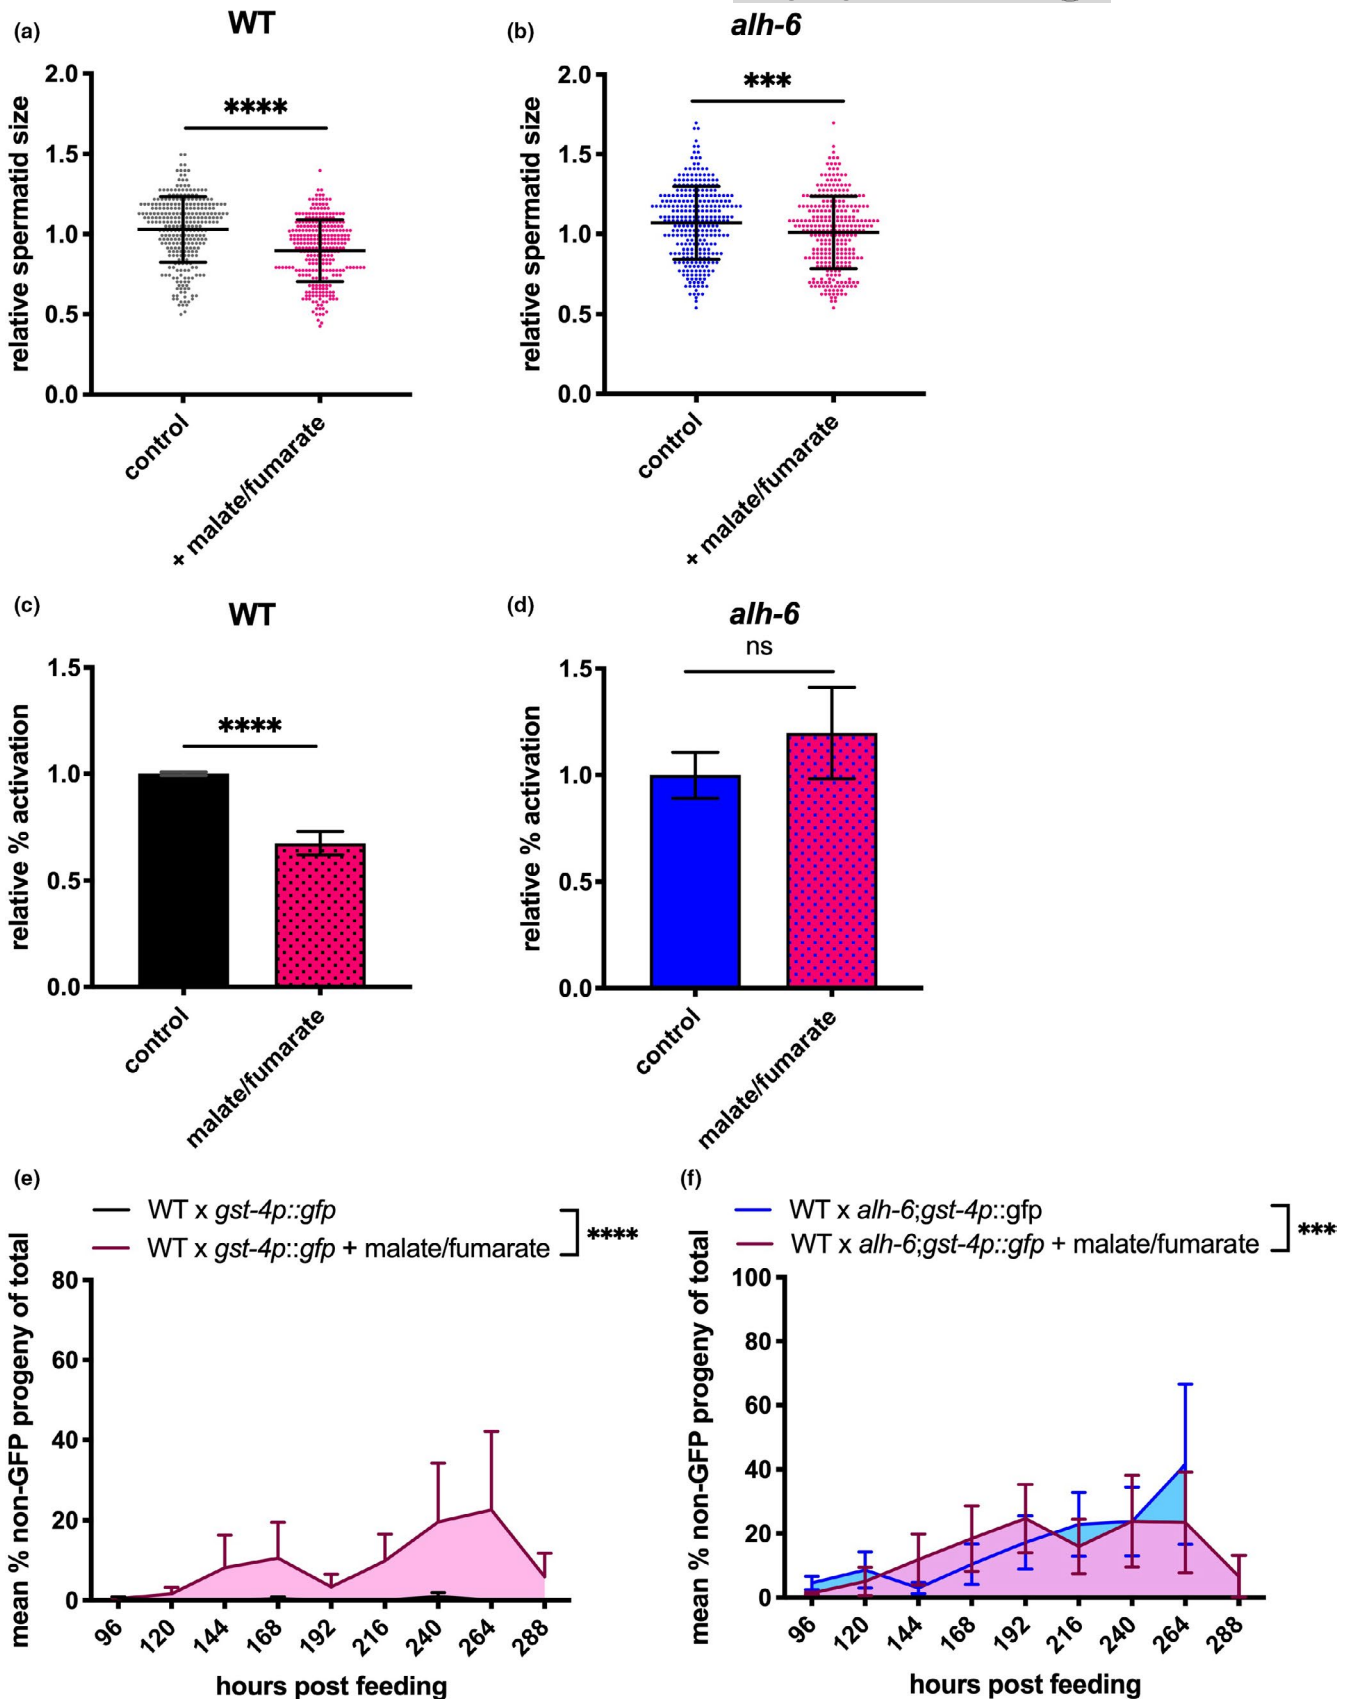 (a) WT
(b) alh-6
2.0
1.5
1.0
0.5
0.0
relative spermatid size
****
control
+ malate/fumarate
2.0
1.5
1.0
0.5
0.0
relative spermatid size
***
control
+ malate/fumarate
(c) WT
(d) alh-6
1.5
1.0
0.5
0.0
relative % activation
****
control
malate/fumarate
ns
1.5
1.0
0.5
0.0
relative % activation
control
malate/fumarate
(e)
WT x gst-4p::gfp
WT x gst-4p::gfp + malate/fumarate
****
80
60
40
20
0
mean % non-GFP progeny of total
96 120 144 168 192 216 240 264 288
hours post feeding
(f)
WT x alh-6;gst-4p::gfp
WT x alh-6;gst-4p::gfp + malate/fumarate
***
100
80
60
40
20
0
mean % non-GFP progeny of total
96 120 144 168 192 216 240 264 288
hours post feeding